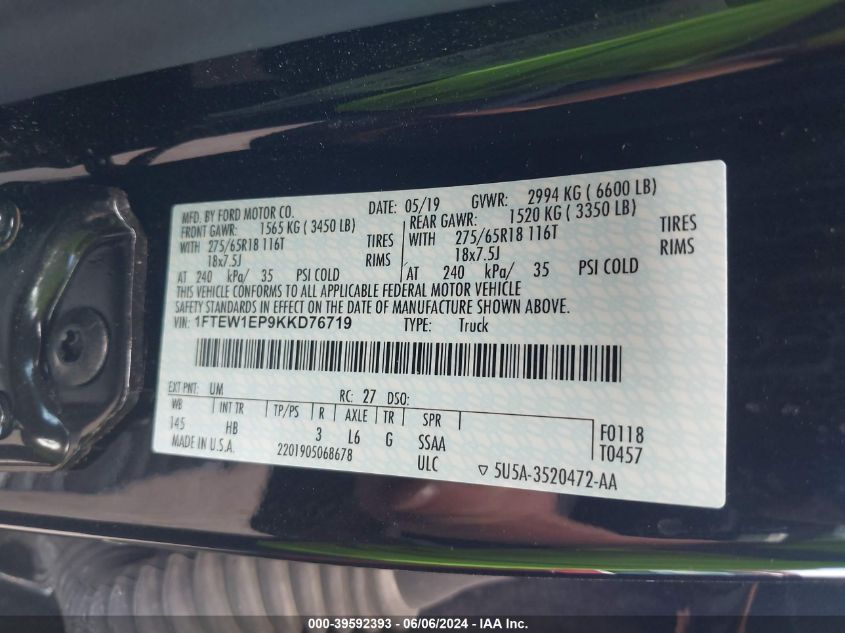 MFD. BY FORD MOTOR CO. DATE: 05/19 GVWR: 2994 KG ( 6600 LB)
FRONT GAWR: 1565 KG ( 3450 LB) REAR GAWR: 1520 KG ( 3350 LB)
WITH 275/65R18 116T TIRES WITH 275/65R18 116T TIRES
18x7.5J RIMS 18x7.5J RIMS
AT 240 kPa/ 35 PSI COLD AT 240 kPa/ 35 PSI COLD
THIS VEHICLE CONFORMS TO ALL APPLICABLE FEDERAL MOTOR VEHICLE
SAFETY STANDARDS IN EFFECT ON THE DATE OF MANUFACTURE SHOWN ABOVE.
VIN: 1FTEW1EP9KKD76719 TYPE: Truck
EXT PNT: UM RC: 27 DSO:
WB INT TR TP/PS R AXLE TR SPR
145 HB 3 L6 G SSAA F0118
MADE IN U.S.A. 2201905068678 ULC T0457
5U5A-3520472-AA
000-39592393 - 06/06/2024 - IAA Inc.